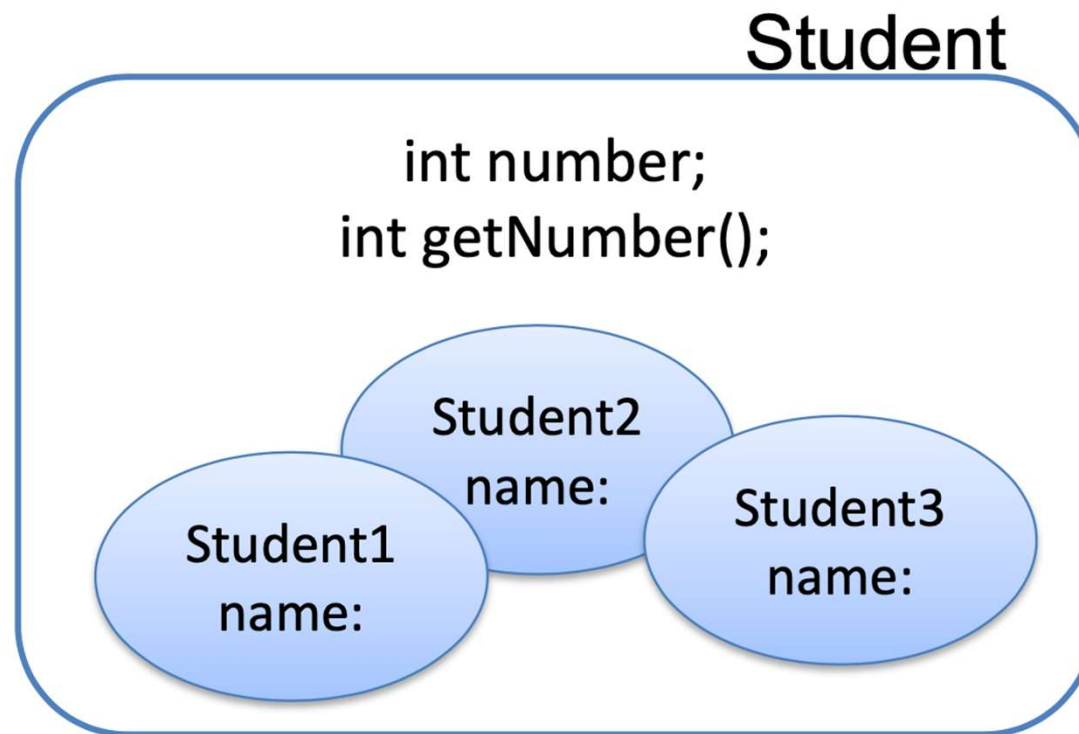 Student
int number;
int getNumber();
Student2
name:
Student1
name:
Student3
name: